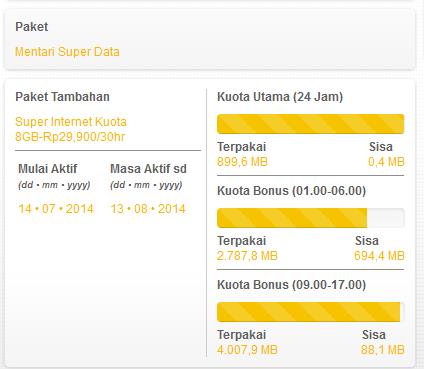 Paket
Mentari Super Data
Paket Tambahan
Super Internet Kuota
8GB-Rp29,900/30hr
Mulai Aktif
(dd • mm • yyyy)
14 • 07 • 2014
Masa Aktif sd
(dd • mm • yyyy)
13 • 08 • 2014
Kuota Utama (24 Jam)
Terpakai Sisa
899,6 MB 0,4 MB
Kuota Bonus (01.00-06.00)
Terpakai Sisa
2.787,8 MB 694,4 MB
Kuota Bonus (09.00-17.00)
Terpakai Sisa
4.007,9 MB 88,1 MB